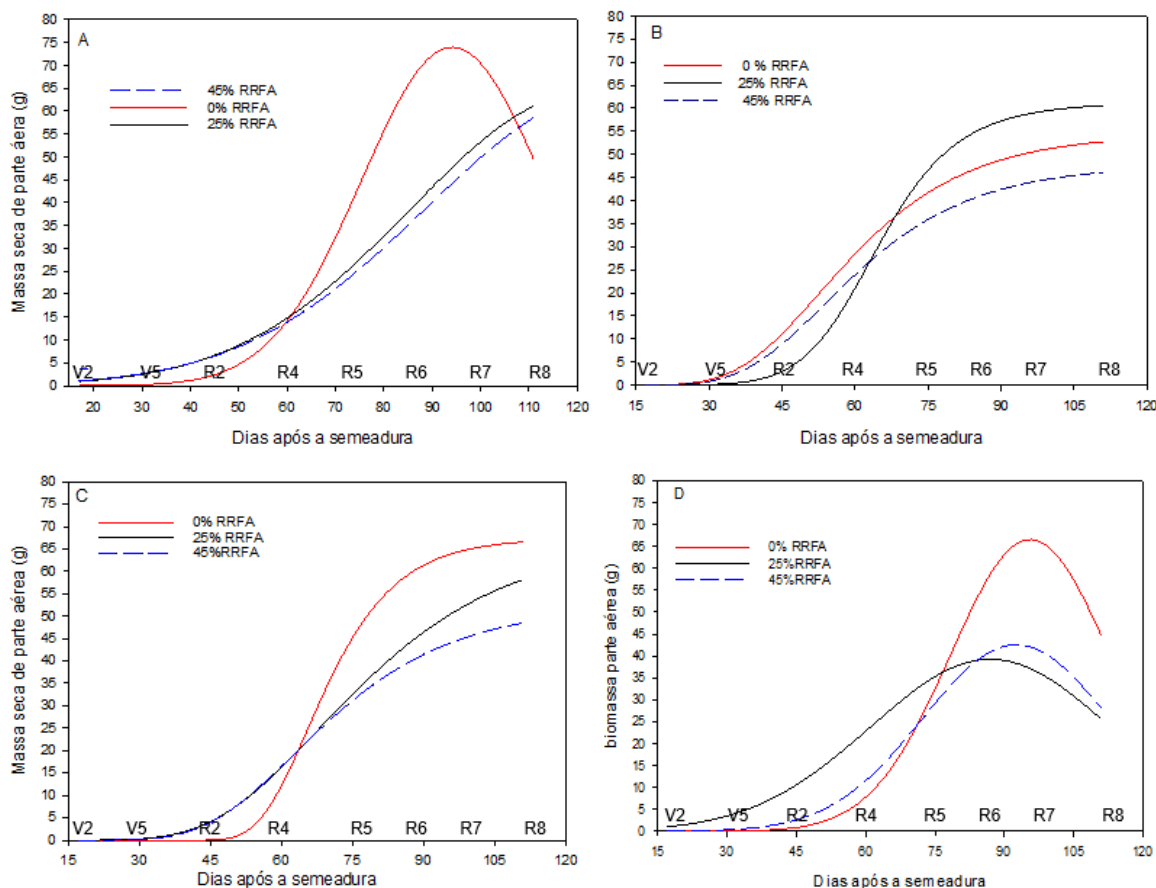 A
45% RRFA
0% RRFA
25% RRFA
Massa seca de parte áera (g)
80
75
70
65
60
55
50
45
40
35
30
25
20
15
10
5
0
V2 V5 R2 R4 R5 R6 R7 R8
20 30 40 50 60 70 80 90 100 110 120
Dias após a semeadura
B
0 % RRFA
25% RRFA
45% RRFA
80
75
70
65
60
55
50
45
40
35
30
25
20
15
10
5
0
V2 V5 R2 R4 R5 R6 R7 R8
15 30 45 60 75 90 105 120
Dias após a semeadura
C
0% RRFA
25% RRFA
45%RRFA
Massa seca de parte aérea (g)
80
75
70
65
60
55
50
45
40
35
30
25
20
15
10
5
0
V2 V5 R2 R4 R5 R6 R7 R8
15 30 45 60 75 90 105 120
Dias após a semeadura
D
0% RRFA
25%RRFA
45%RRFA
biomassa parte aérea (g)
80
75
70
65
60
55
50
45
40
35
30
25
20
15
10
5
0
V2 V5 R2 R4 R5 R6 R7 R8
15 30 45 60 75 90 105 120
Dias após a semeadura